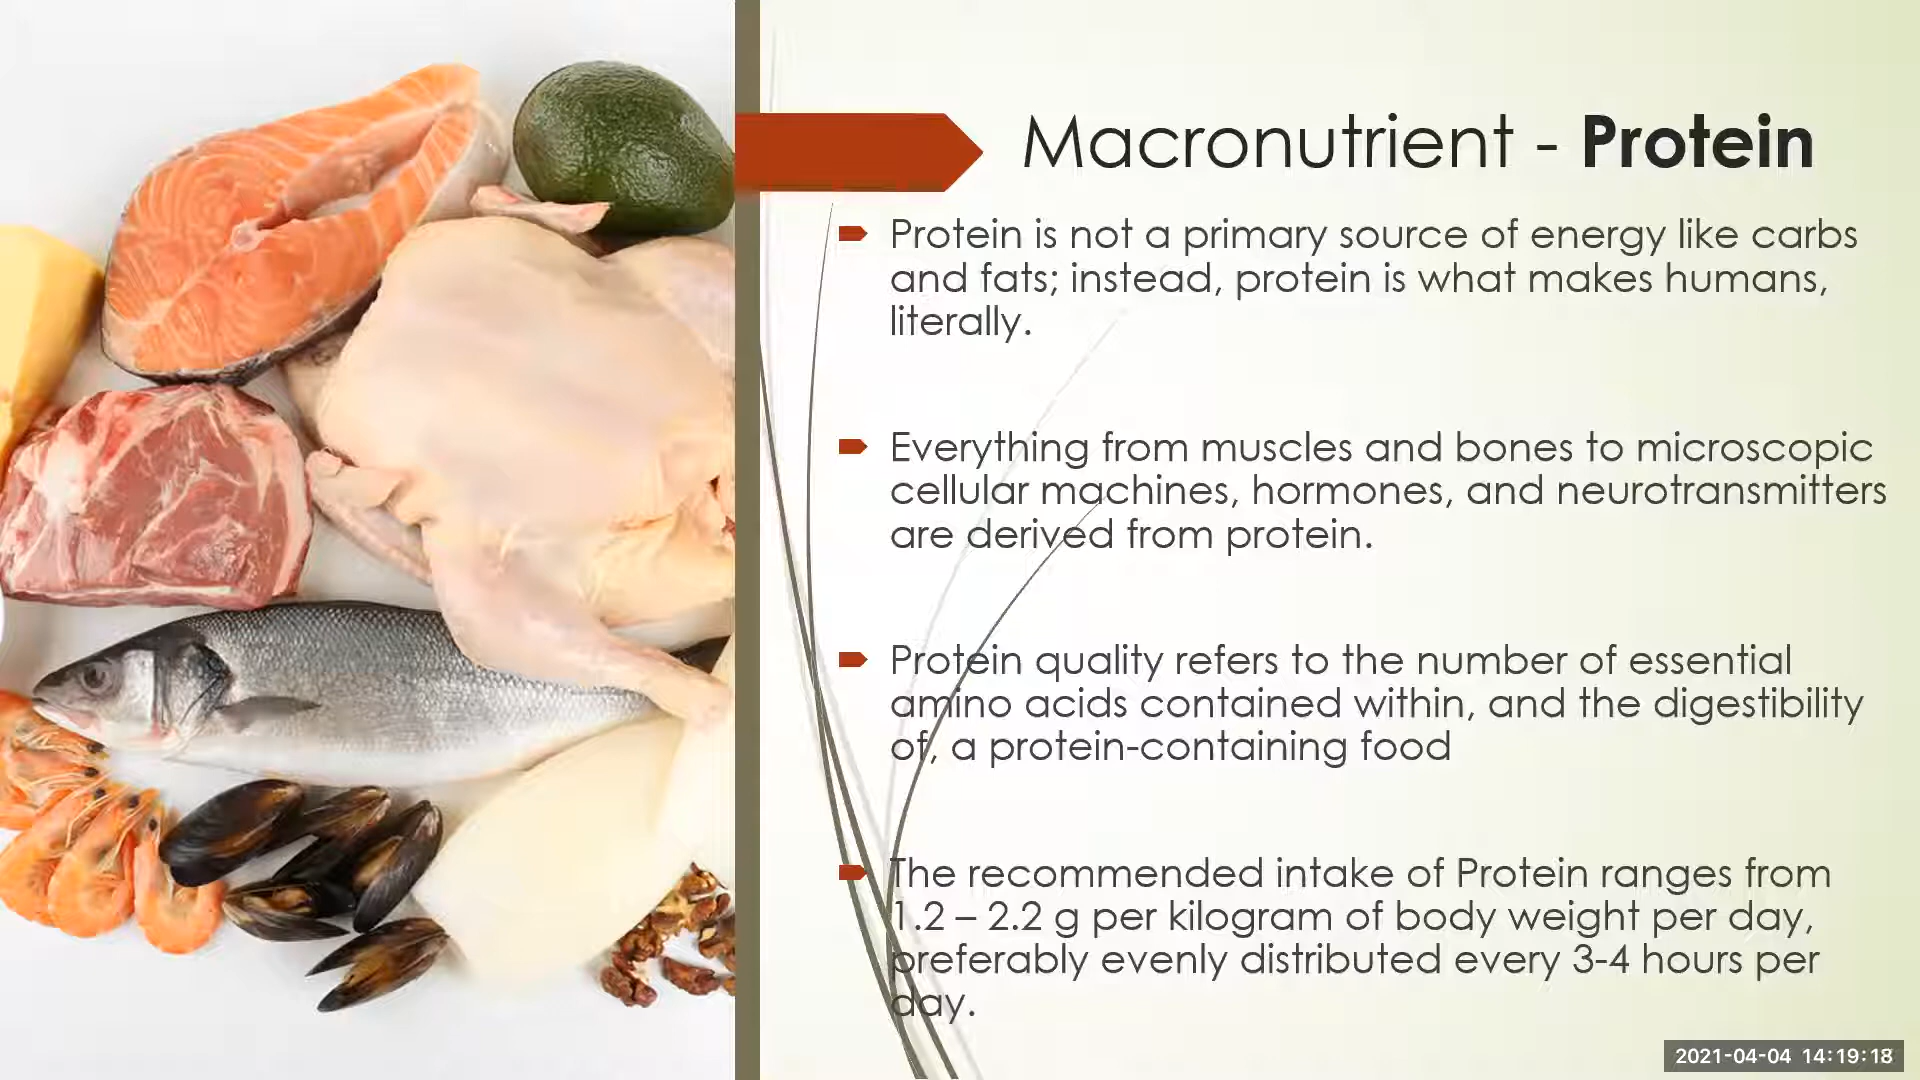 Macronutrient - Protein
Protein is not a primary source of energy like carbs
and fats; instead, protein is what makes humans,
literally.
Everything from muscles and bones to microscopic
cellular machines, hormones, and neurotransmitters
are derived from protein.
Protein quality refers to the number of essential
amino acids contained within, and the digestibility
of, a protein-containing food
The recommended intake of Protein ranges from
1.2 – 2.2 g per kilogram of body weight per day,
preferably evenly distributed every 3-4 hours per
day.
2021-04-04 14:19:18